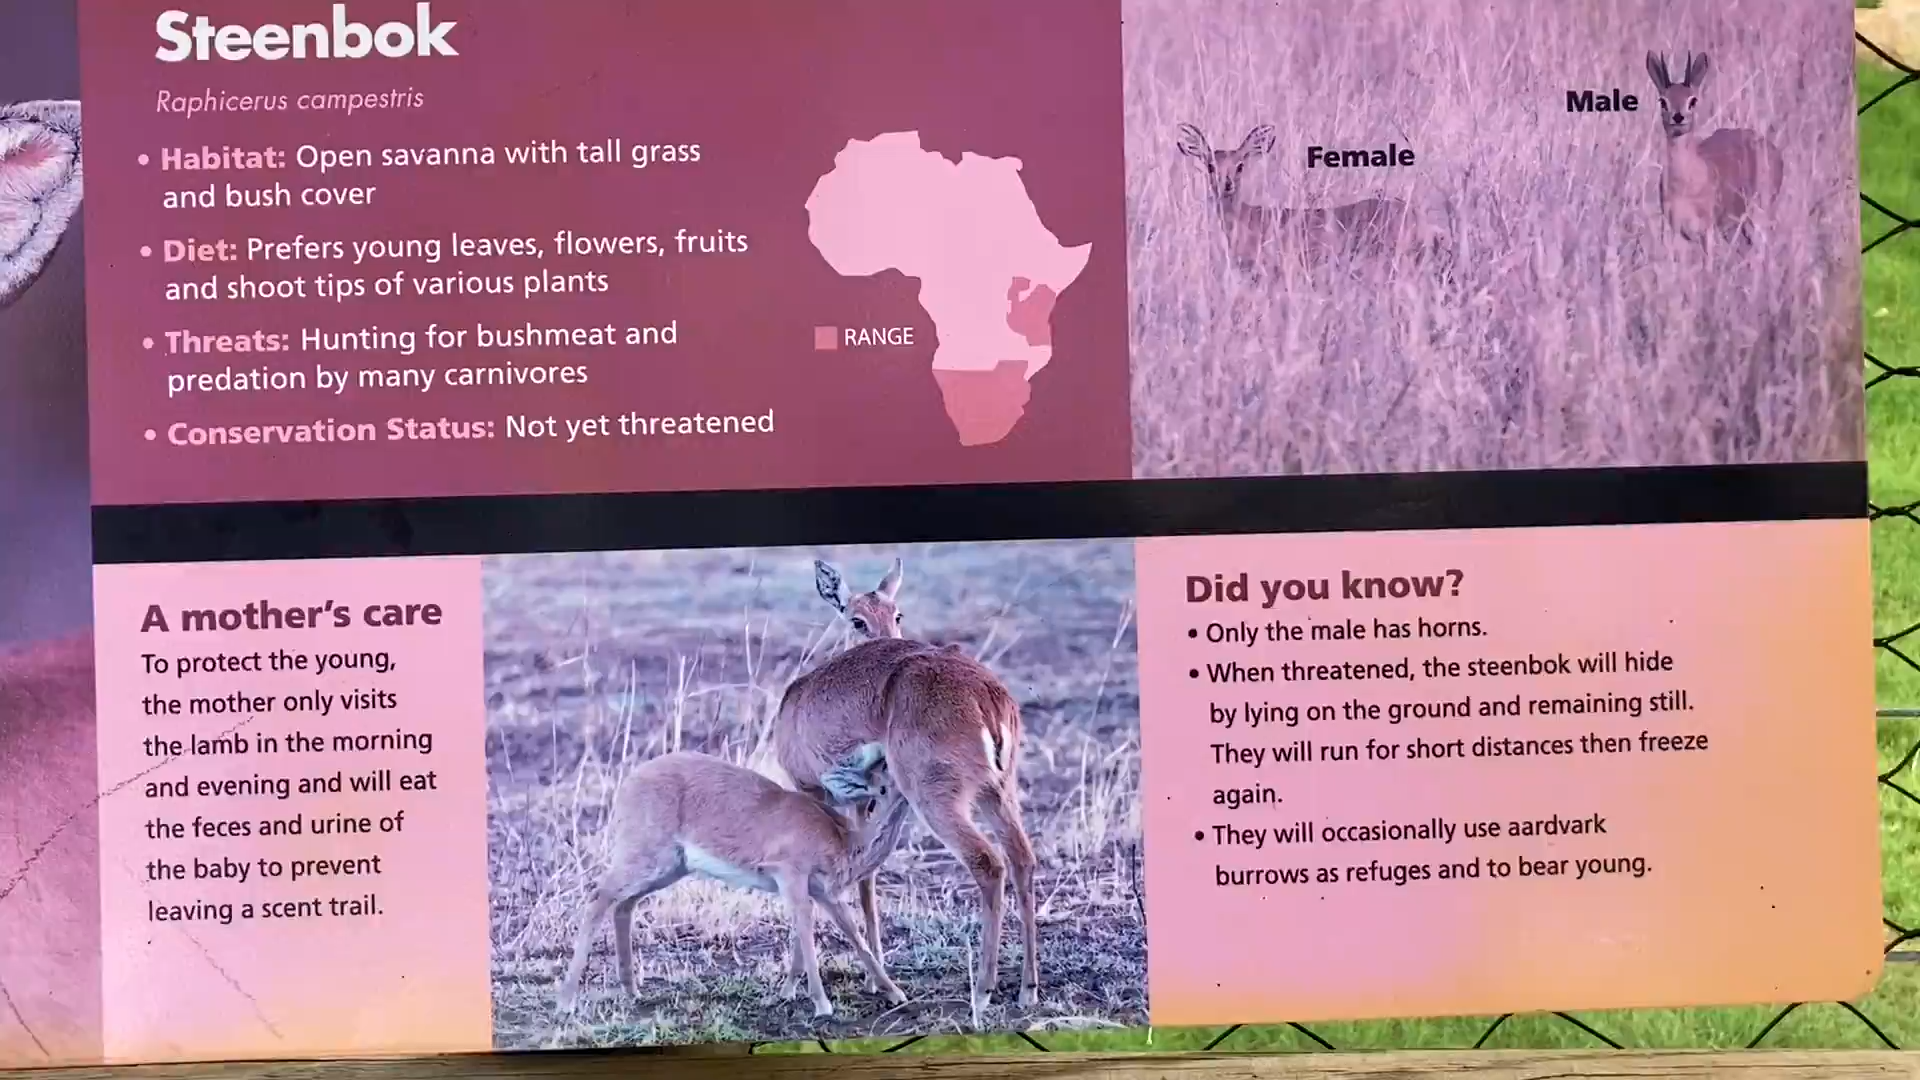 Steenbok
Raphicerus campestris
• Habitat: Open savanna with tall grass
and bush cover
• Diet: Prefers young leaves, flowers, fruits
and shoot tips of various plants
• Threats: Hunting for bushmeat and
predation by many carnivores
• Conservation Status: Not yet threatened
RANGE
Female
Male
A mother's care
To protect the young,
the mother only visits
the lamb in the morning
and evening and will eat
the feces and urine of
the baby to prevent
leaving a scent trail.
Did you know?
• Only the male has horns.
• When threatened, the steenbok will hide
by lying on the ground and remaining still.
They will run for short distances then freeze
again.
• They will occasionally use aardvark
burrows as refuges and to bear young.